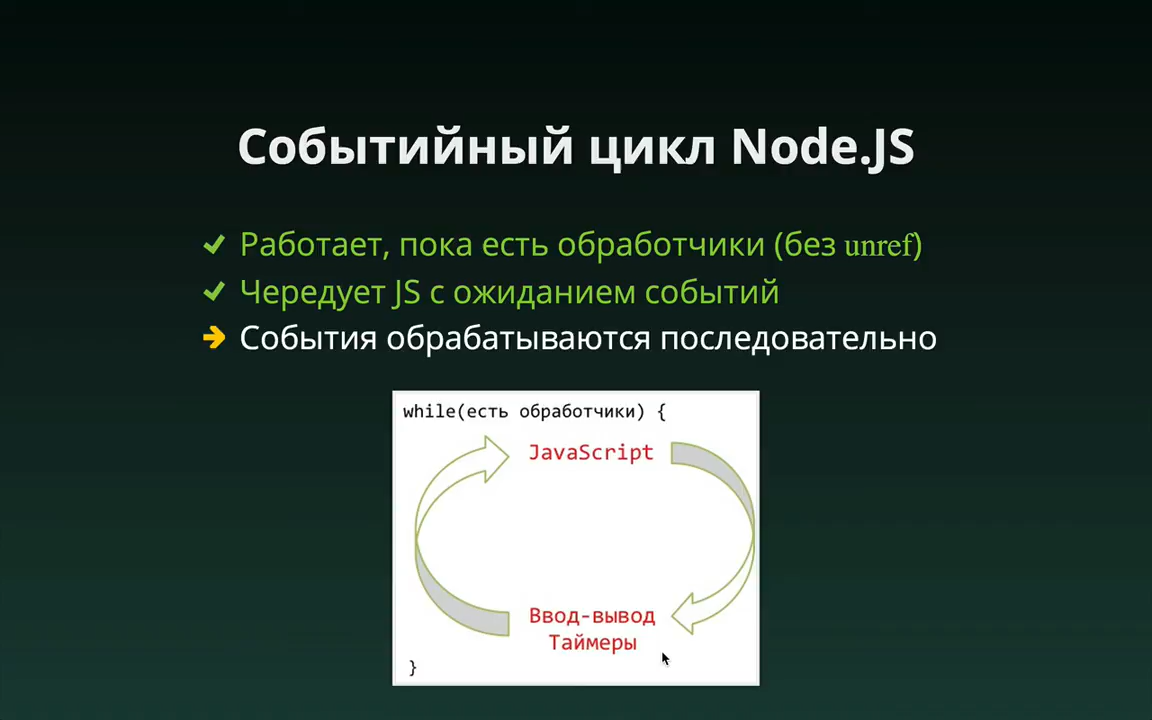 Событийный цикл Node.JS
Работает, пока есть обработчики (без unref)
Чередует JS с ожиданием событий
События обрабатываются последовательно
while(есть обработчики) {
JavaScript
Ввод-вывод
Таймеры
}